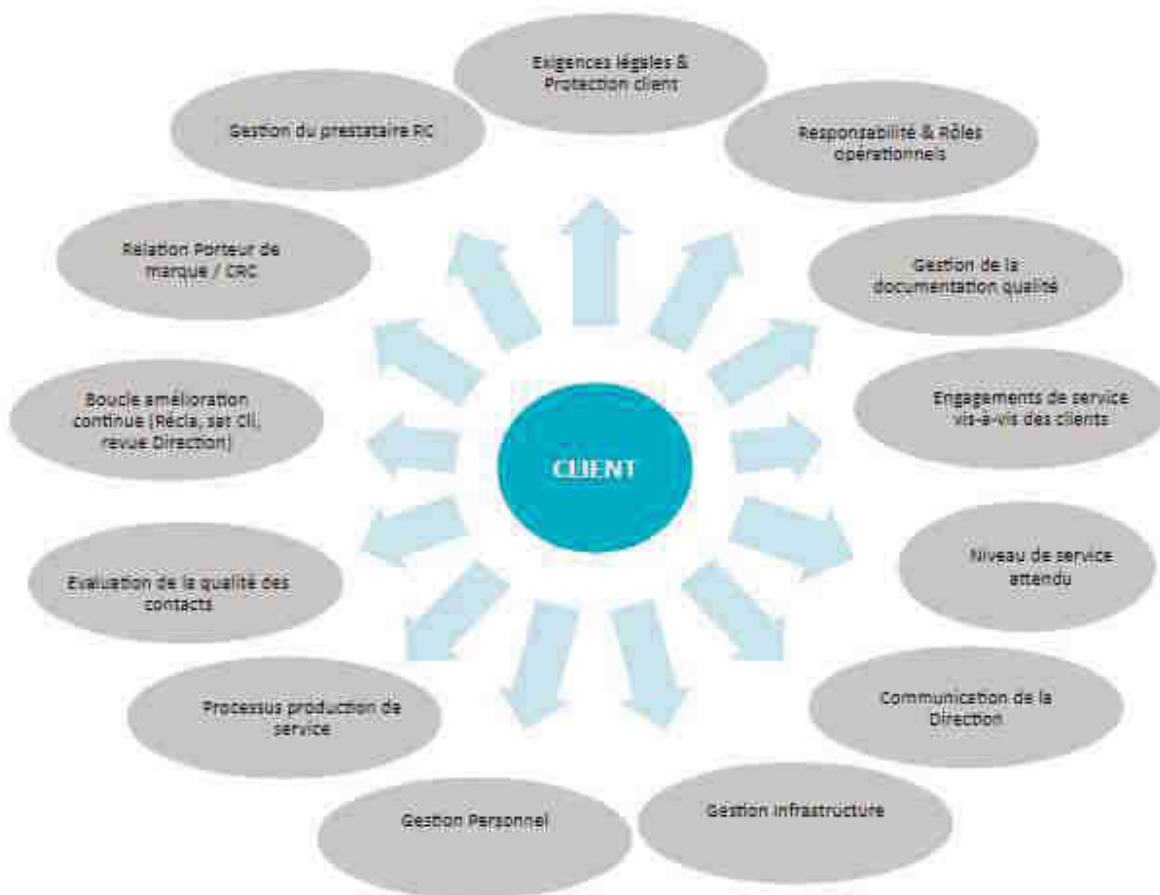 Exigences légales &
Protection client
Gestion du prestataire RC
Responsabilité & Rôles
opérationnels
Relation Porteur de
marque / CRC
Gestion de la
documentation qualité
Boucle amélioration
continue (Récla, sat Cli,
revue Direction)
Engagements de service
vis-à-vis des clients
CLIENT
Evaluation de la qualité des
contacts
Niveau de service
attendu
Processus production de
service
Communication de la
Direction
Gestion Personnel
Gestion Infrastructure